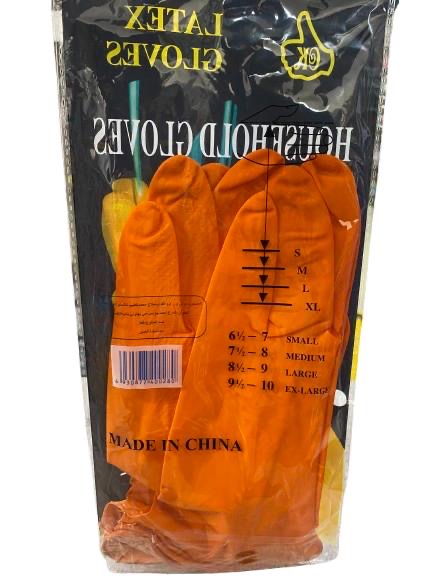 LATEX
GLOVES
OK
HOUSEHOLD GLOVES
S
M
L
XL
6½– 7 SMALL
7½– 8 MEDIUM
8½– 9 LARGE
9½– 10 EX-LARGE
MADE IN CHINA